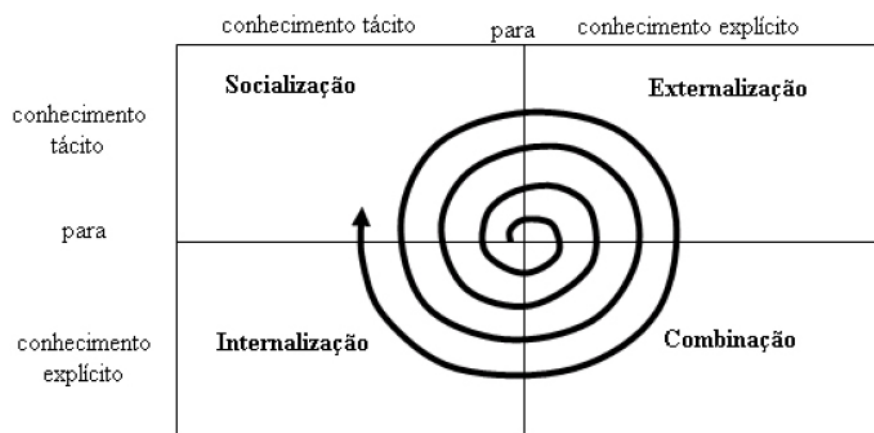 conhecimento tácito para conhecimento explícito
Socialização Externalização
conhecimento
tácito
para
Internalização Combinação
conhecimento
explícito